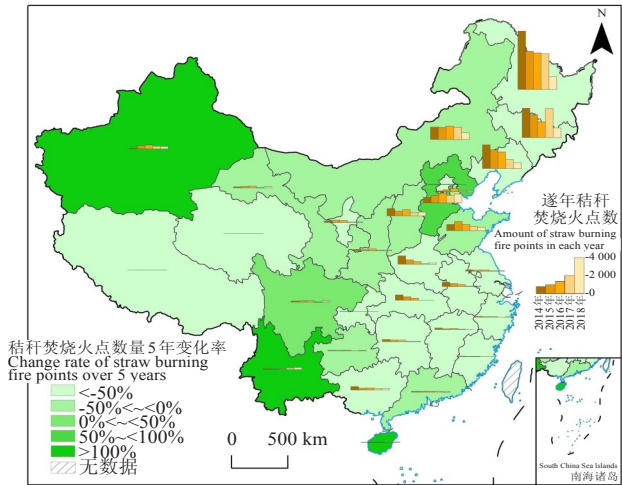 N
逐年秸秆
焚烧火点数
Amount of straw burning
fire points in each year
4 000
2 000
0
2014年
2015年
2016年
2017年
2018年
秸秆焚烧火点数量5年变化率
Change rate of straw burning
fire points over 5 years
<-50%
-50%<~<0%
0%<~<50%
50%~<100%
>100%
无数据
0 500 km
South China Sea Islands
南海诸岛